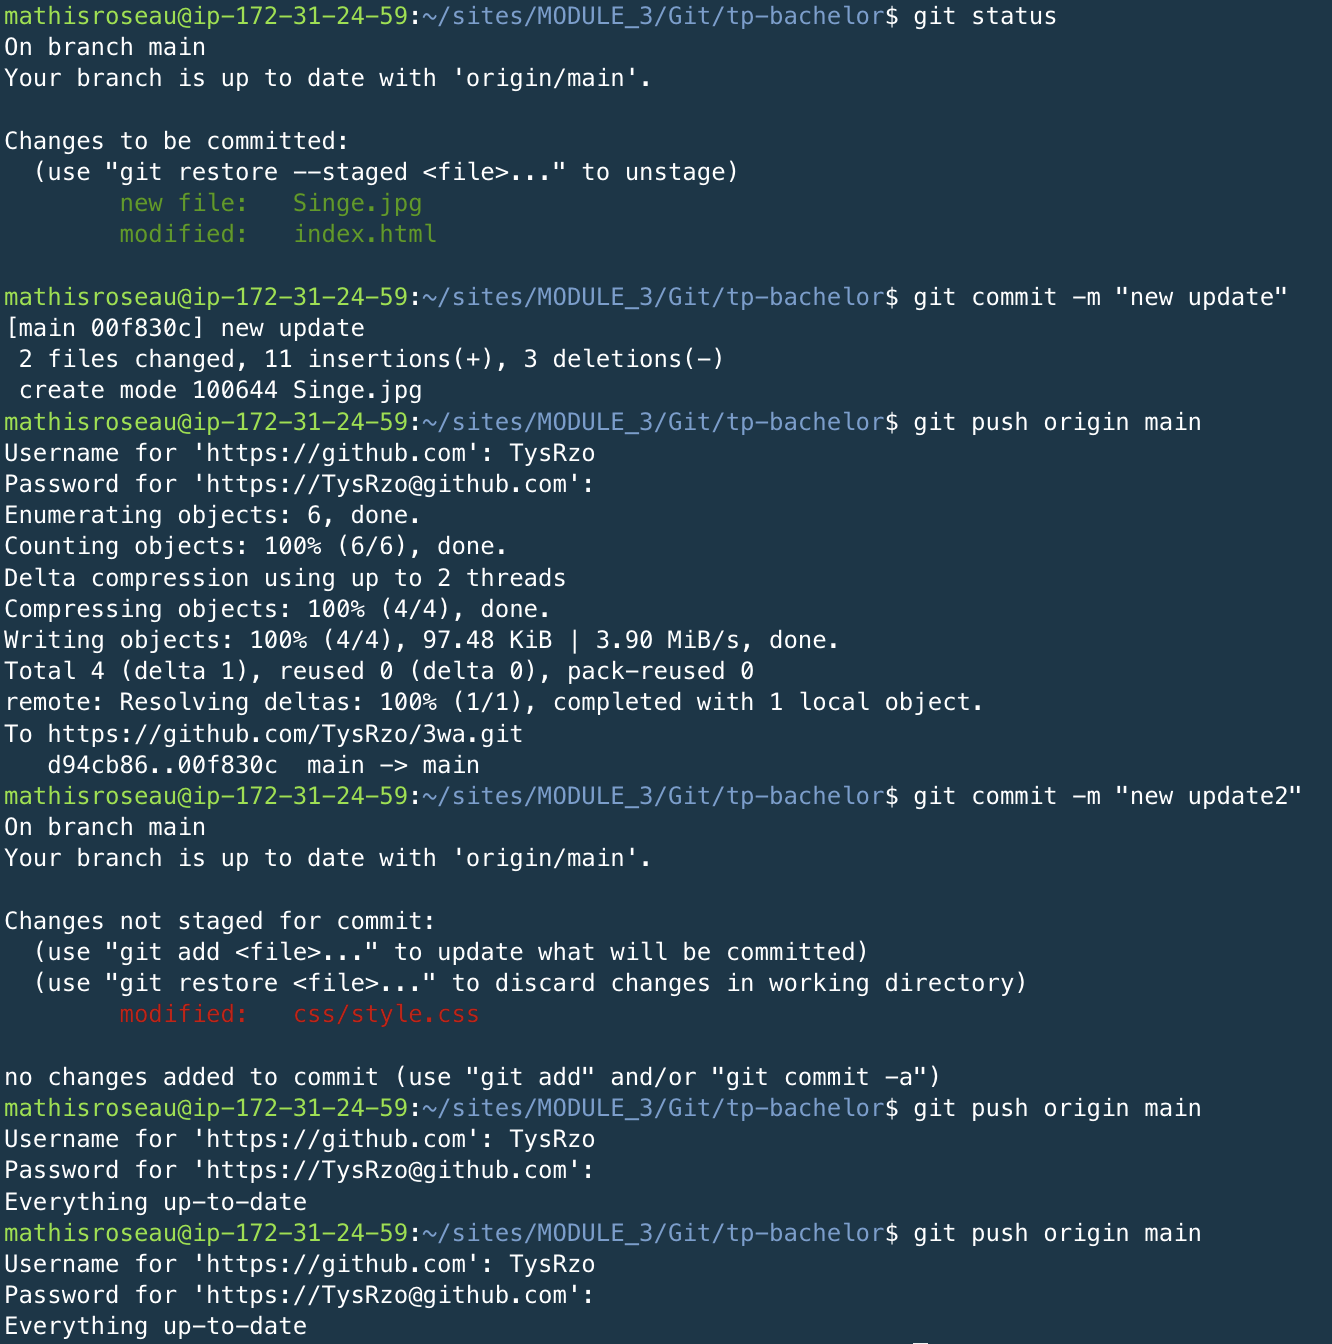 mathisroseau@ip-172-31-24-59:~/sites/MODULE_3/Git/tp-bachelor$ git status
On branch main
Your branch is up to date with 'origin/main'.

Changes to be committed:
  (use "git restore --staged <file>..." to unstage)
        new file:   Singe.jpg
        modified:   index.html

mathisroseau@ip-172-31-24-59:~/sites/MODULE_3/Git/tp-bachelor$ git commit -m "new update"
[main 00f830c] new update
 2 files changed, 11 insertions(+), 3 deletions(-)
 create mode 100644 Singe.jpg
mathisroseau@ip-172-31-24-59:~/sites/MODULE_3/Git/tp-bachelor$ git push origin main
Username for 'https://github.com': TysRzo
Password for 'https://TysRzo@github.com':
Enumerating objects: 6, done.
Counting objects: 100% (6/6), done.
Delta compression using up to 2 threads
Compressing objects: 100% (4/4), done.
Writing objects: 100% (4/4), 97.48 KiB | 3.90 MiB/s, done.
Total 4 (delta 1), reused 0 (delta 0), pack-reused 0
remote: Resolving deltas: 100% (1/1), completed with 1 local object.
To https://github.com/TysRzo/3wa.git
   d94cb86..00f830c  main -> main
mathisroseau@ip-172-31-24-59:~/sites/MODULE_3/Git/tp-bachelor$ git commit -m "new update2"
On branch main
Your branch is up to date with 'origin/main'.

Changes not staged for commit:
  (use "git add <file>..." to update what will be committed)
  (use "git restore <file>..." to discard changes in working directory)
        modified:   css/style.css

no changes added to commit (use "git add" and/or "git commit -a")
mathisroseau@ip-172-31-24-59:~/sites/MODULE_3/Git/tp-bachelor$ git push origin main
Username for 'https://github.com': TysRzo
Password for 'https://TysRzo@github.com':
Everything up-to-date
mathisroseau@ip-172-31-24-59:~/sites/MODULE_3/Git/tp-bachelor$ git push origin main
Username for 'https://github.com': TysRzo
Password for 'https://TysRzo@github.com':
Everything up-to-date